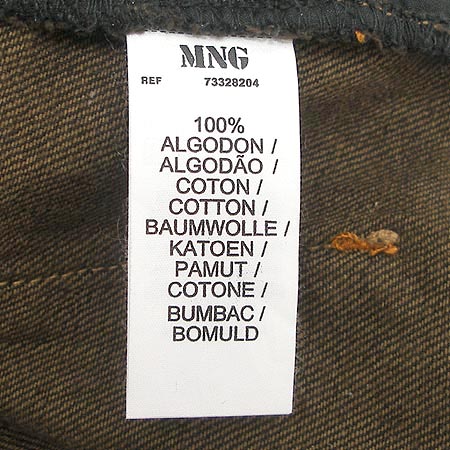 MNG
REF 73328204
100%
ALGODON /
ALGODÃO /
COTON /
COTTON /
BAUMWOLLE /
KATOEN /
PAMUT /
COTONE /
BUMBAC /
BOMULD